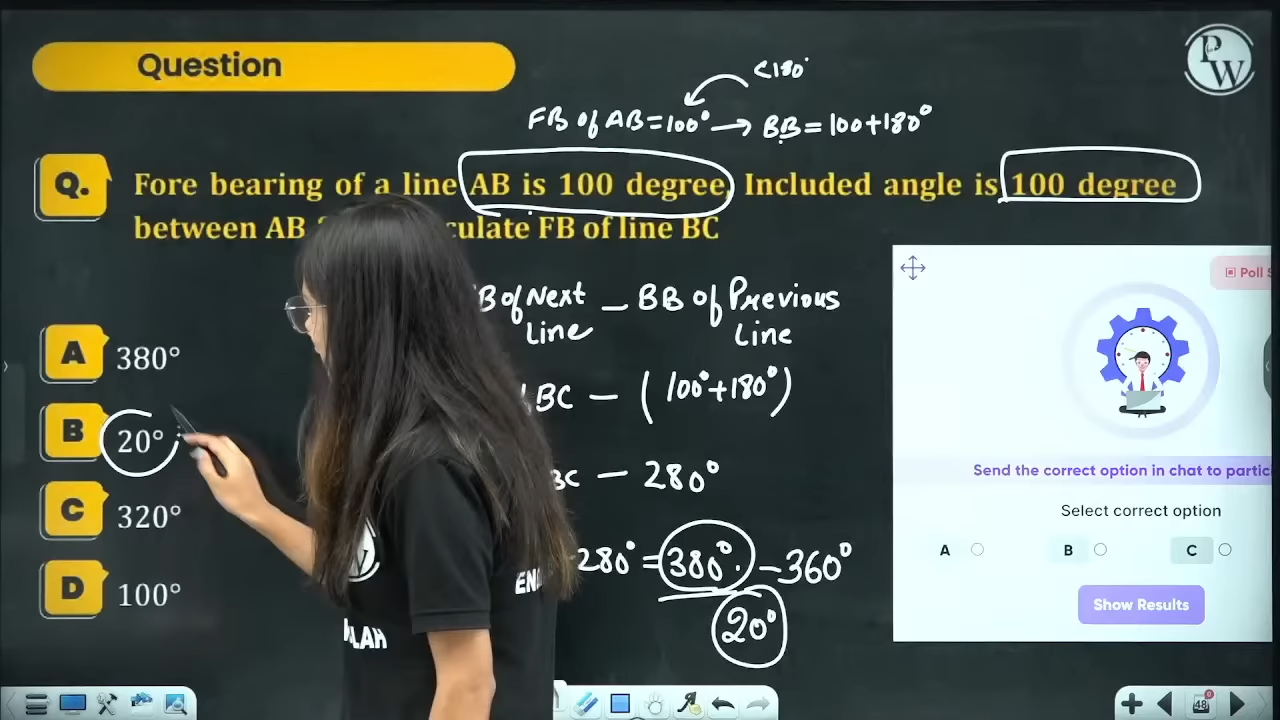 Question
PW
<180°
FB of AB=100° → BB=100+180°
Q.
Fore bearing of a line AB is 100 degree, Included angle is 100 degree
between AB culate FB of line BC
B of Next Line — BB of Previous Line
BC — (100°+180°)
BC — 280°
280° = 380° - 360°
20°
A 380°
B 20°
C 320°
D 100°
Poll
Send the correct option in chat to partic
Select correct option
A
B
C
Show Results
48